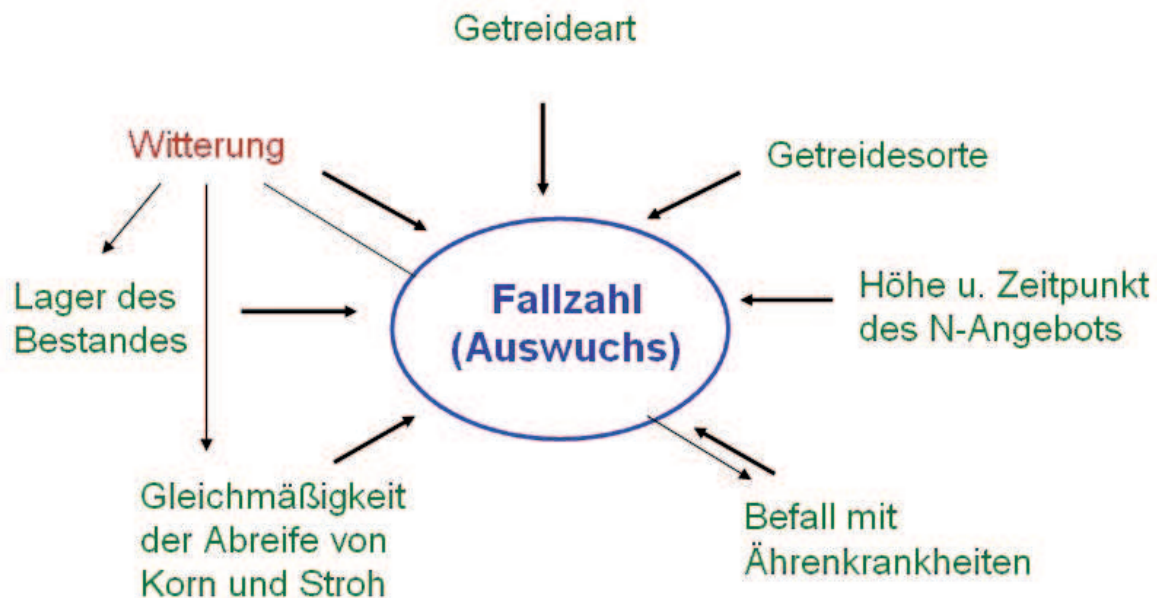 Getreideart
Witterung
Getreidesorte
Lager des
Bestandes
Fallzahl
(Auswuchs)
Höhe u. Zeitpunkt
des N-Angebots
Gleichmäßigkeit
der Abreife von
Korn und Stroh
Befall mit
Ährenkrankheiten